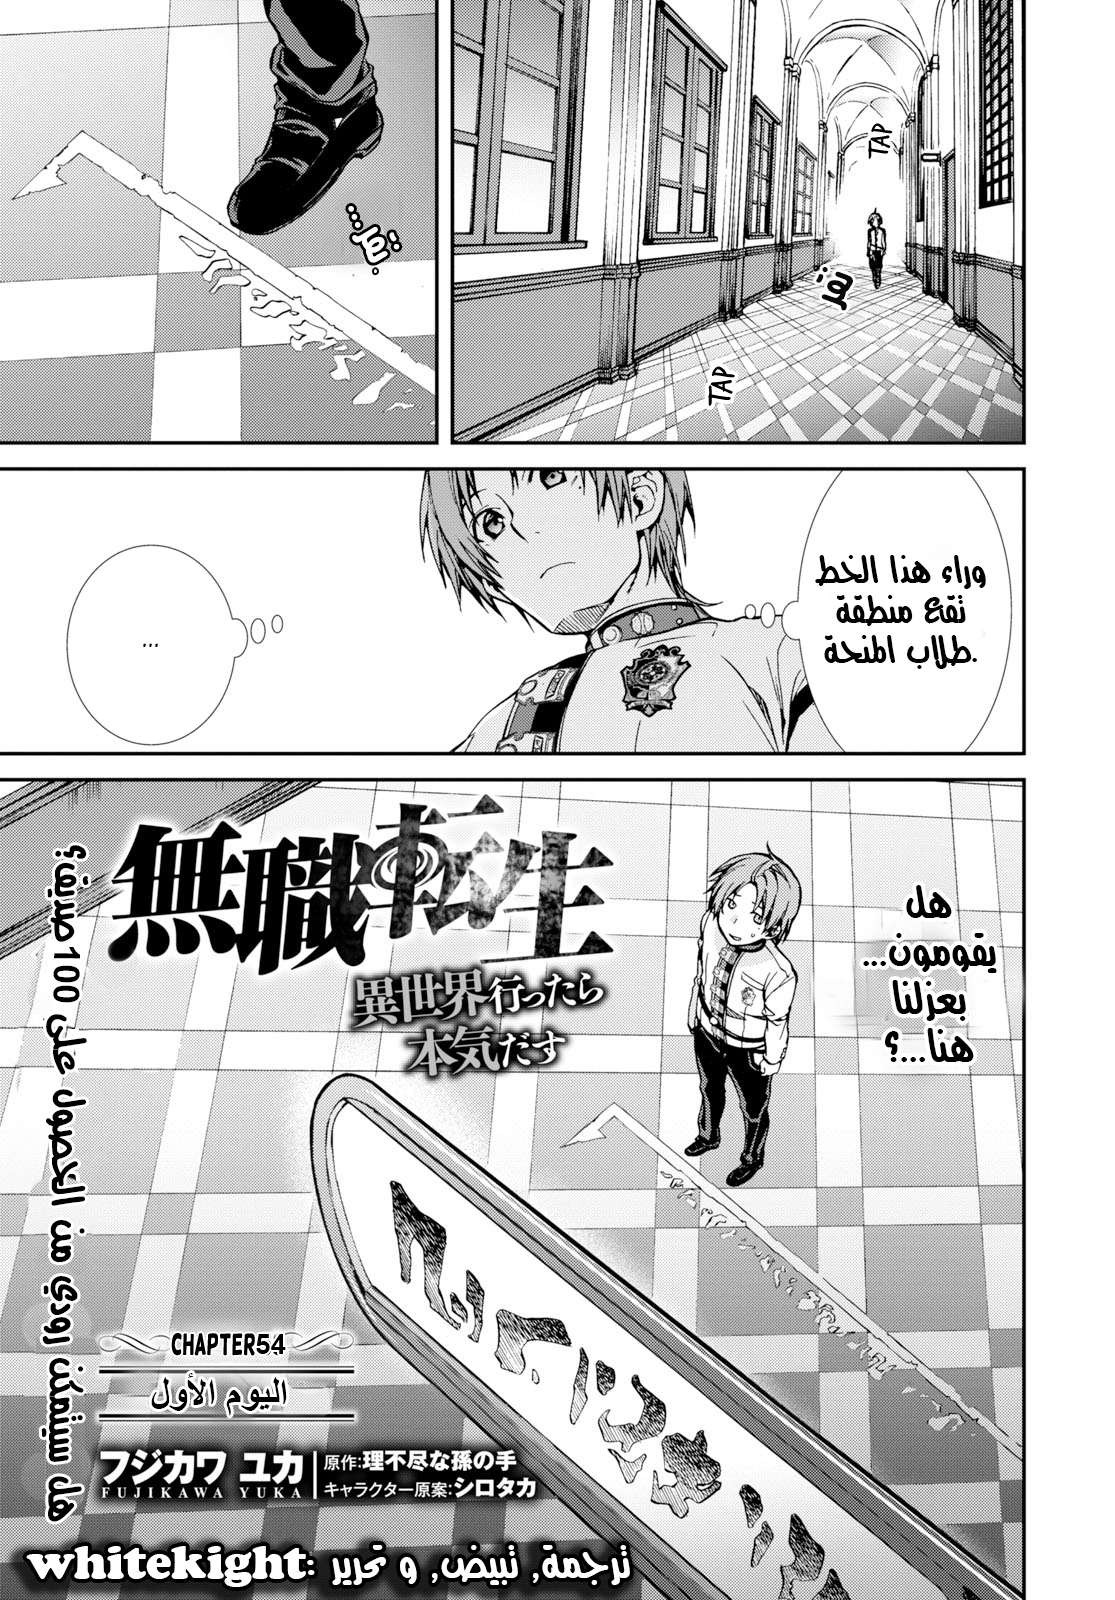 TAP
TAP
وراء هذا الخط
تقع منطقة
طلاب المنحة.
...
無職転生
異世界行ったら
本気だす
هل
يقومون...
بعزلنا
هنا...؟
هل سيتمكن رودي من الحصول على 100 صديق؟
CHAPTER54
اليوم الأول
フジカワ ユカ
FUJIKAWA YUKA
原作:理不尽な孫の手
キャラクター原案:シロタカ
ترجمة, تبيض, و تحرير :whitekight